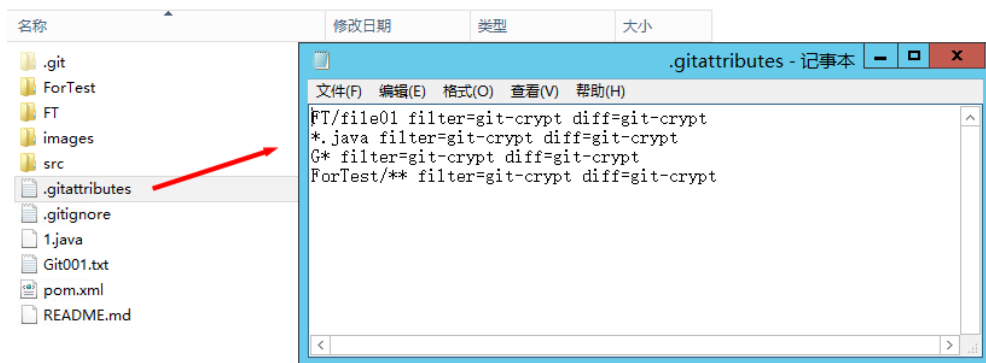 名称 修改日期 类型 大小
.git
ForTest
FT
images
src
.gitattributes
.gitignore
1.java
Git001.txt
pom.xml
README.md
.gitattributes - 记事本
文件(F) 编辑(E) 格式(O) 查看(V) 帮助(H)
FT/file01 filter=git-crypt diff=git-crypt
*.java filter=git-crypt diff=git-crypt
G* filter=git-crypt diff=git-crypt
ForTest/** filter=git-crypt diff=git-crypt